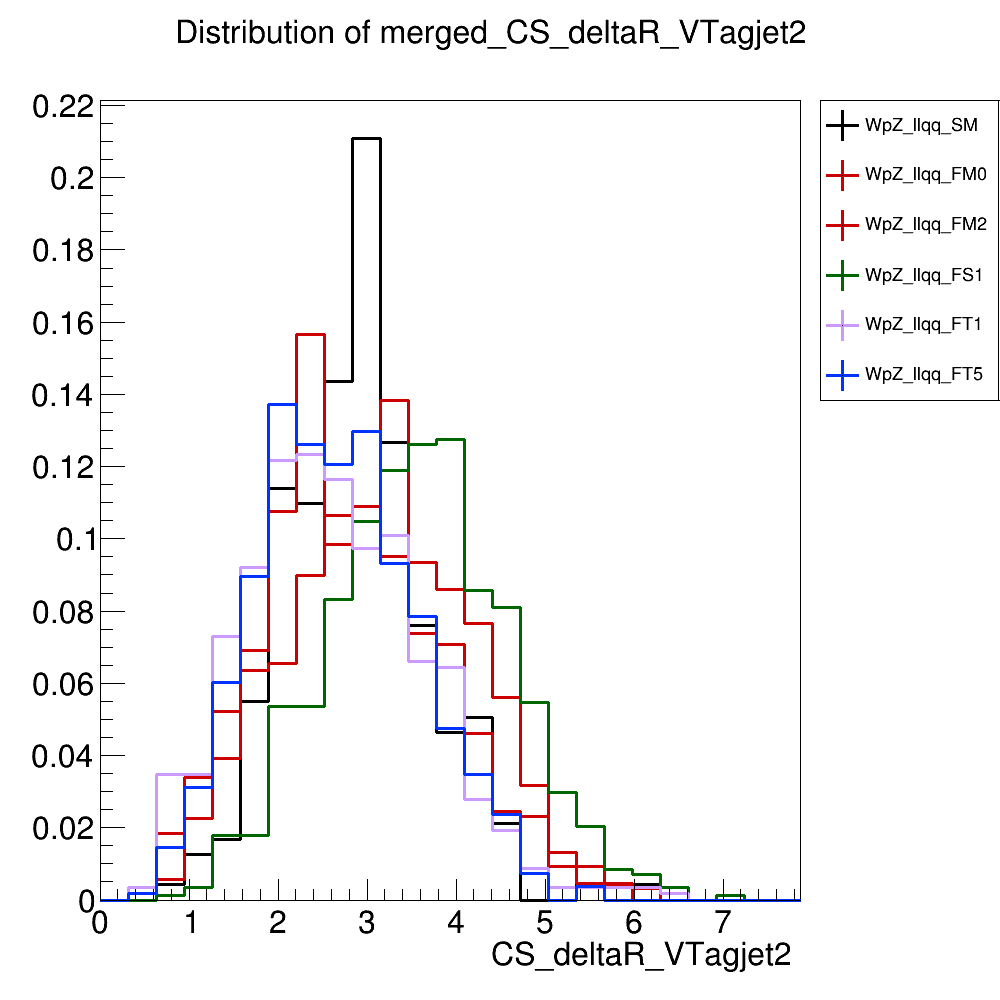 Distribution of merged_CS_deltaR_VTagjet2
0.22
0.2
0.18
0.16
0.14
0.12
0.1
0.08
0.06
0.04
0.02
0
0 1 2 3 4 5 6 7
CS_deltaR_VTagjet2
WpZ_llqq_SM
WpZ_llqq_FM0
WpZ_llqq_FM2
WpZ_llqq_FS1
WpZ_llqq_FT1
WpZ_llqq_FT5